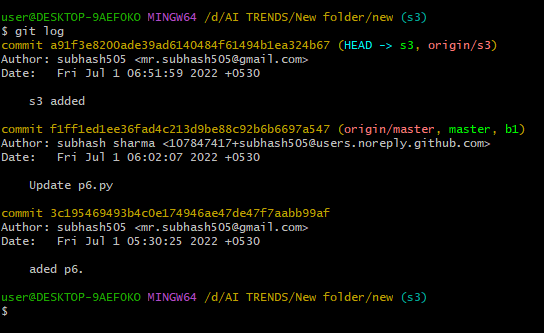 user@DESKTOP-9AEFOKO MINGW64 /d/AI TRENDS/New folder/new (s3)
$ git log
commit a91f3e8200ade39ad6140484f61494b1ea324b67 (HEAD -> s3, origin/s3)
Author: subhash505 <mr.subhash505@gmail.com>
Date:   Fri Jul 1 06:51:59 2022 +0530
    s3 added
commit f1ff1ed1ee36fad4c213d9be88c92b6b6697a547 (origin/master, master, b1)
Author: subhash sharma <107847417+subhash505@users.noreply.github.com>
Date:   Fri Jul 1 06:02:07 2022 +0530
    Update p6.py
commit 3c195469493b4c0e174946ae47de47f7aabb99af
Author: subhash505 <mr.subhash505@gmail.com>
Date:   Fri Jul 1 05:30:25 2022 +0530
    aded p6.
user@DESKTOP-9AEFOKO MINGW64 /d/AI TRENDS/New folder/new (s3)
$